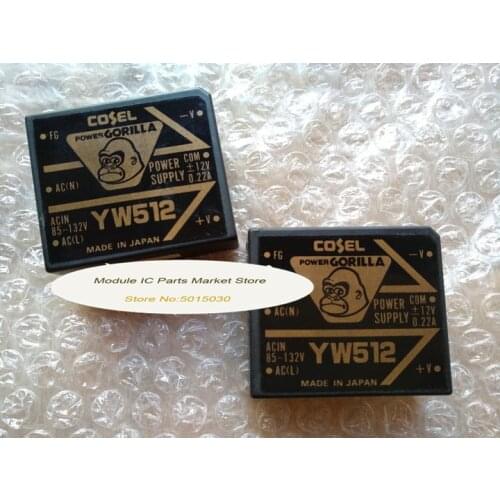 COSEL
POWER GORILLA
FG
-V
AC(N)
POWER SUPPLY
COM
±12V
0.22A
ACIN
85-132V
AC(L)
YW512
+V
MADE IN JAPAN
Module IC Parts Market Store
Store No:5015030
COSEL
POWER GORILLA
FG
-V
AC(N)
POWER SUPPLY
COM
±12V
0.22A
ACIN
85-132V
AC(L)
YW512
+V
MADE IN JAPAN